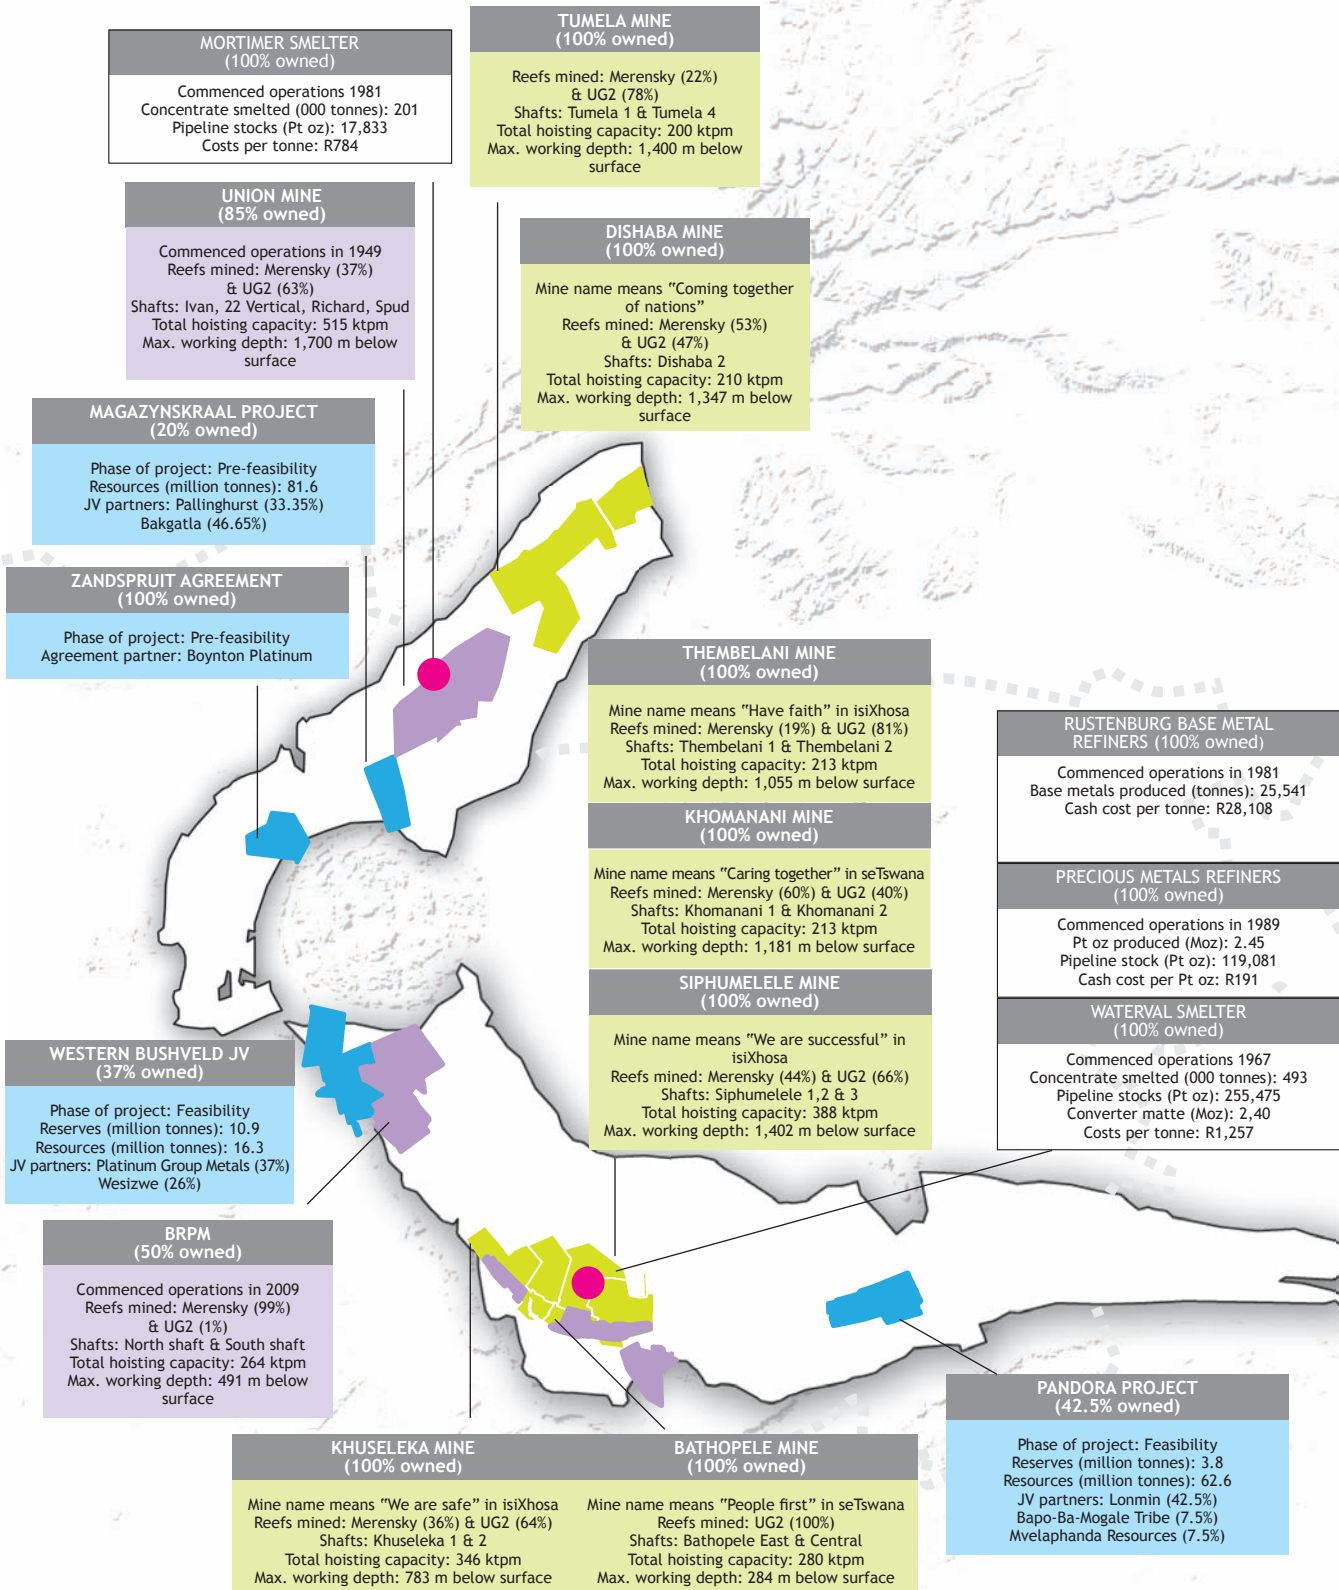 TUMELA MINE
(100% owned)
Reefs mined: Merensky (22%)
& UG2 (78%)
Shafts: Tumela 1 & Tumela 4
Total hoisting capacity: 200 ktpm
Max. working depth: 1,400 m below
surface
MORTIMER SMELTER
(100% owned)
Commenced operations 1981
Concentrate smelted (000 tonnes): 201
Pipeline stocks (Pt oz): 17,833
Costs per tonne: R784
UNION MINE
(85% owned)
Commenced operations in 1949
Reefs mined: Merensky (37%)
& UG2 (63%)
Shafts: Ivan, 22 Vertical, Richard, Spud
Total hoisting capacity: 515 ktpm
Max. working depth: 1,700 m below
surface
DISHABA MINE
(100% owned)
Mine name means “Coming together
of nations”
Reefs mined: Merensky (53%)
& UG2 (47%)
Shafts: Dishaba 2
Total hoisting capacity: 210 ktpm
Max. working depth: 1,347 m below
surface
MAGAZYNSKRAAL PROJECT
(20% owned)
Phase of project: Pre-feasibility
Resources (million tonnes): 81.6
JV partners: Pallinghurst (33.35%)
Bakgatla (46.65%)
ZANDSPRUIT AGREEMENT
(100% owned)
Phase of project: Pre-feasibility
Agreement partner: Boynton Platinum
THEMBELANI MINE
(100% owned)
Mine name means “Have faith” in isiXhosa
Reefs mined: Merensky (19%) & UG2 (81%)
Shafts: Thembelani 1 & Thembelani 2
Total hoisting capacity: 213 ktpm
Max. working depth: 1,055 m below surface
KHOMANANI MINE
(100% owned)
Mine name means “Caring together” in seTswana
Reefs mined: Merensky (60%) & UG2 (40%)
Shafts: Khomanani 1 & Khomanani 2
Total hoisting capacity: 213 ktpm
Max. working depth: 1,181 m below surface
SIPHUMELELE MINE
(100% owned)
Mine name means “We are successful” in
isiXhosa
Reefs mined: Merensky (44%) & UG2 (66%)
Shafts: Siphumelele 1,2 & 3
Total hoisting capacity: 388 ktpm
Max. working depth: 1,402 m below surface
RUSTENBURG BASE METAL
REFINERS (100% owned)
Commenced operations in 1981
Base metals produced (tonnes): 25,541
Cash cost per tonne: R28,108
PRECIOUS METALS REFINERS
(100% owned)
Commenced operations in 1989
Pt oz produced (Moz): 2.45
Pipeline stock (Pt oz): 119,081
Cash cost per Pt oz: R191
WATERVAL SMELTER
(100% owned)
Commenced operations 1967
Concentrate smelted (000 tonnes): 493
Pipeline stocks (Pt oz): 255,475
Converter matte (Moz): 2,40
Costs per tonne: R1,257
WESTERN BUSHVELD JV
(37% owned)
Phase of project: Feasibility
Reserves (million tonnes): 10.9
Resources (million tonnes): 16.3
JV partners: Platinum Group Metals (37%)
Wesizwe (26%)
BRPM
(50% owned)
Commenced operations in 2009
Reefs mined: Merensky (99%)
& UG2 (1%)
Shafts: North shaft & South shaft
Total hoisting capacity: 264 ktpm
Max. working depth: 491 m below
surface
KHUSELEKA MINE
(100% owned)
Mine name means “We are safe” in isiXhosa
Reefs mined: Merensky (36%) & UG2 (64%)
Shafts: Khuseleka 1 & 2
Total hoisting capacity: 346 ktpm
Max. working depth: 783 m below surface
BATHOPELE MINE
(100% owned)
Mine name means “People first” in seTswana
Reefs mined: UG2 (100%)
Shafts: Bathopele East & Central
Total hoisting capacity: 280 ktpm
Max. working depth: 284 m below surface
PANDORA PROJECT
(42.5% owned)
Phase of project: Feasibility
Reserves (million tonnes): 3.8
Resources (million tonnes): 62.6
JV partners: Lonmin (42.5%)
Bapo-Ba-Mogale Tribe (7.5%)
Mvelaphanda Resources (7.5%)